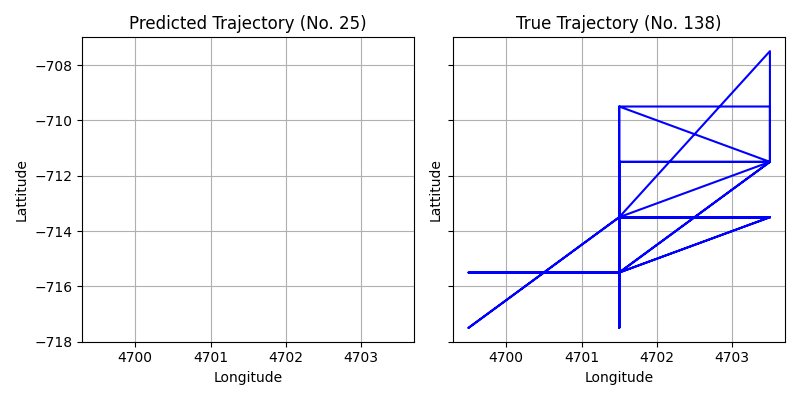 Predicted Trajectory (No. 25)
True Trajectory (No. 138)
−708
−710
−712
−714
−716
−718
Lattitude
Lattitude
4700
4701
4702
4703
4700
4701
4702
4703
Longitude
Longitude